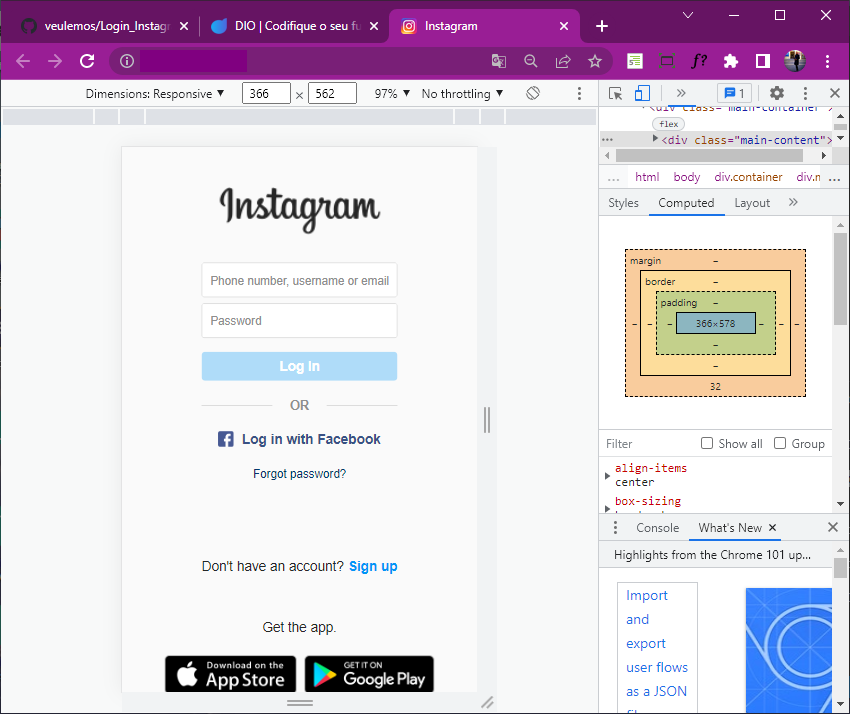 veulemos/Login_Instag
DIO | Codifique o seu fu
Instagram
Dimensions: Responsive
366
×
562
97%
No throttling
1
<div class="main-container"
flex
<div class="main-content">
html body div.container div.m
Styles Computed Layout
margin –
border –
padding –
– – – 366×578 – – –
–
–
32
Filter
Show all
Group
align-items
center
box-sizing
Console What's New
Highlights from the Chrome 101 up...
Import
and
export
user flows
as a JSON
Instagram
Phone number, username or email
Password
Log In
OR
Log in with Facebook
Forgot password?
Don't have an account? Sign up
Get the app.
Download on the
App Store
GET IT ON
Google Play